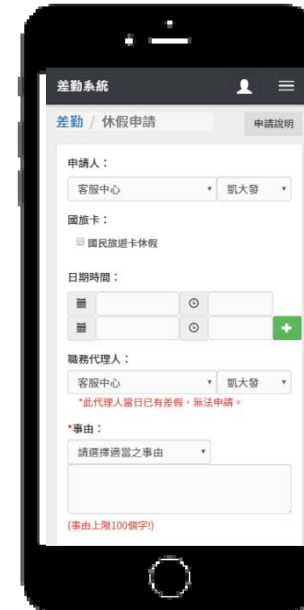 差勤系統
差勤 / 休假申請 申請說明
申請人：
客服中心 凱大發
國旅卡：
國民旅遊卡休假
日期時間：
職務代理人：
客服中心 凱大發
*此代理人當日已有差假，無法申請。
*事由：
請選擇適當之事由
(事由上限100個字!)